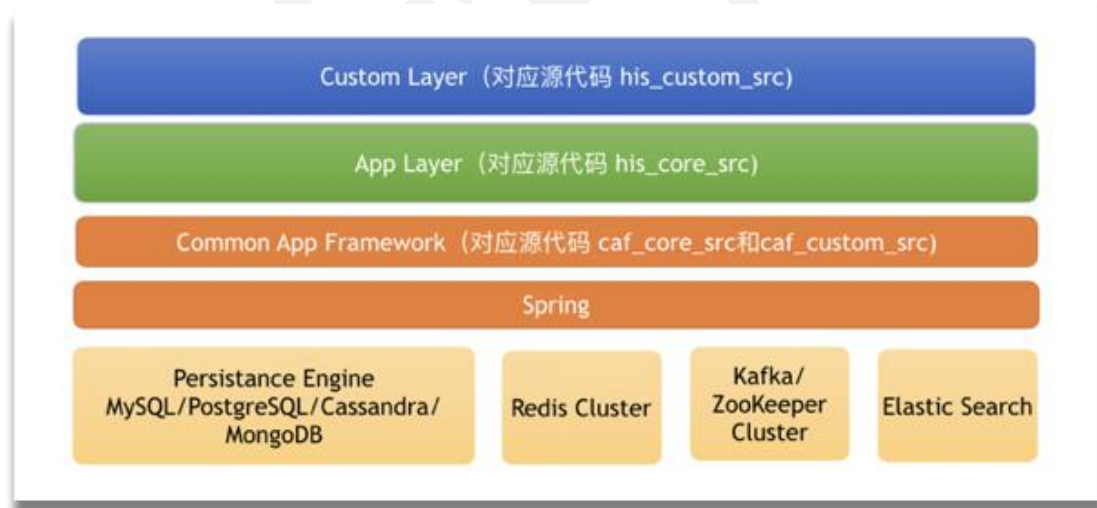 Custom Layer（对应源代码 his_custom_src)
App Layer（对应源代码 his_core_src)
Common App Framework（对应源代码 caf_core_src和caf_custom_src)
Spring
Persistance Engine
MySQL/PostgreSQL/Cassandra/
MongoDB
Redis Cluster
Kafka/
ZooKeeper
Cluster
Elastic Search